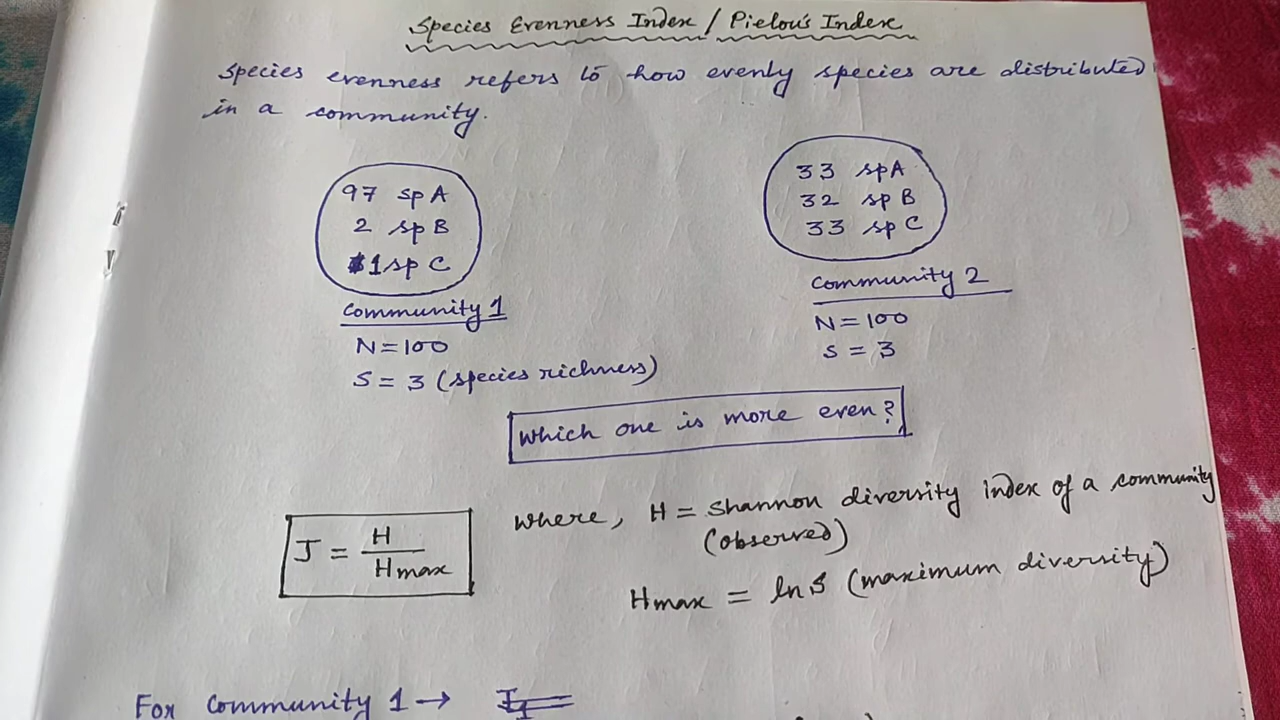 Species Evenness Index / Pielou's Index
Species evenness refers to how evenly species are distributed
in a community.
97 sp A
2 sp B
1 sp C
Community 1
N = 100
S = 3 (species richness)
33 sp A
32 sp B
33 sp C
Community 2
N = 100
S = 3
Which one is more even?
J = H / Hmax
where, H = Shannon diversity index of a community
(observed)
Hmax = ln S (maximum diversity)
For Community 1 →